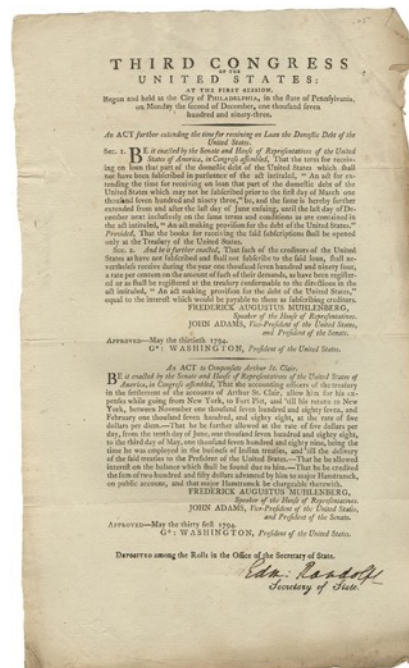 THIRD CONGRESS
OF THE
UNITED STATES:
AT THE FIRST SESSION,
Begun and held at the City of PHILADELPHIA, in the state of Pennsylvania,
on Monday the second of December, one thousand seven
hundred and ninety-three.
An ACT further extending the time for receiving on Loan the Domestic Debt of the
United States.
SEC. 1. BE it enacted by the Senate and House of Representatives of the United
States of America, in Congress assembled, That the term for receiv-
ing on loan that part of the domestic debt of the United States which shall
not have been subscribed in pursuance of the act intituled, “ An act for ex-
tending the time for receiving on loan that part of the domestic debt of the
United States which may not be subscribed prior to the first day of March one
thousand seven hundred and ninety three,” be, and the same is hereby further
extended from and after the last day of June ensuing, until the last day of De-
cember next inclusively on the same terms and conditions as are contained in
the act intituled, “ An act making provision for the debt of the United States.”
Provided, That the books for receiving the said subscriptions shall be opened
only at the Treasury of the United States.
SEC. 2. And be it further enacted, That such of the creditors of the United
States as have not subscribed and shall not subscribe to the said loan, shall ne-
vertheless receive during the year one thousand seven hundred and ninety four,
a rate per centum on the amount of such of their demands, as have been register-
ed or as shall be registered at the treasury conformable to the directions in the
act intituled, “ An act making provision for the debt of the United States,”
equal to the interest which would be payable to them as subscribing creditors.
FREDERICK AUGUSTUS MUHLENBERG,
Speaker of the House of Representatives.
JOHN ADAMS, Vice-President of the United States,
and President of the Senate.
APPROVED—May the thirtieth 1794.
Go: WASHINGTON, President of the United States.
An ACT to Compensate Arthur St. Clair.
BE it enacted by the Senate and House of Representatives of the United States of
America, in Congress assembled, That the accounting officers of the treasury
in the settlement of the accounts of Arthur St. Clair, allow him for his ex-
penses while going from New York, to Fort Pitt, and 'till his return to New
York, between November one thousand seven hundred and eighty seven, and
February one thousand seven hundred, and eighty eight, at the rate of five
dollars per diem.—That he be further allowed at the rate of five dollars per
day, from the tenth of June, one thousand seven hundred and eighty eight,
to the third of May, one thousand seven hundred and eighty nine, being the
time he was employed in the business of Indian treaties, and 'till the delivery
of the said treaties to the President of the United States.—That he be allowed
interest on the balance which shall be found due to him.—That he be credited
the sum of two hundred and fifty dollars advanced by him to major Hamtramck,
on public account, and that major Hamtramck be chargeable therewith.
FREDERICK AUGUSTUS MUHLENBERG,
Speaker of the House of Representatives.
JOHN ADAMS, Vice-President of the United States,
and President of the Senate.
APPROVED—May the thirty first 1794.
Go: WASHINGTON, President of the United States.
DEPOSITED among the Rolls in the Office of the Secretary of State.
Edm: Randolph
Secretary of State.